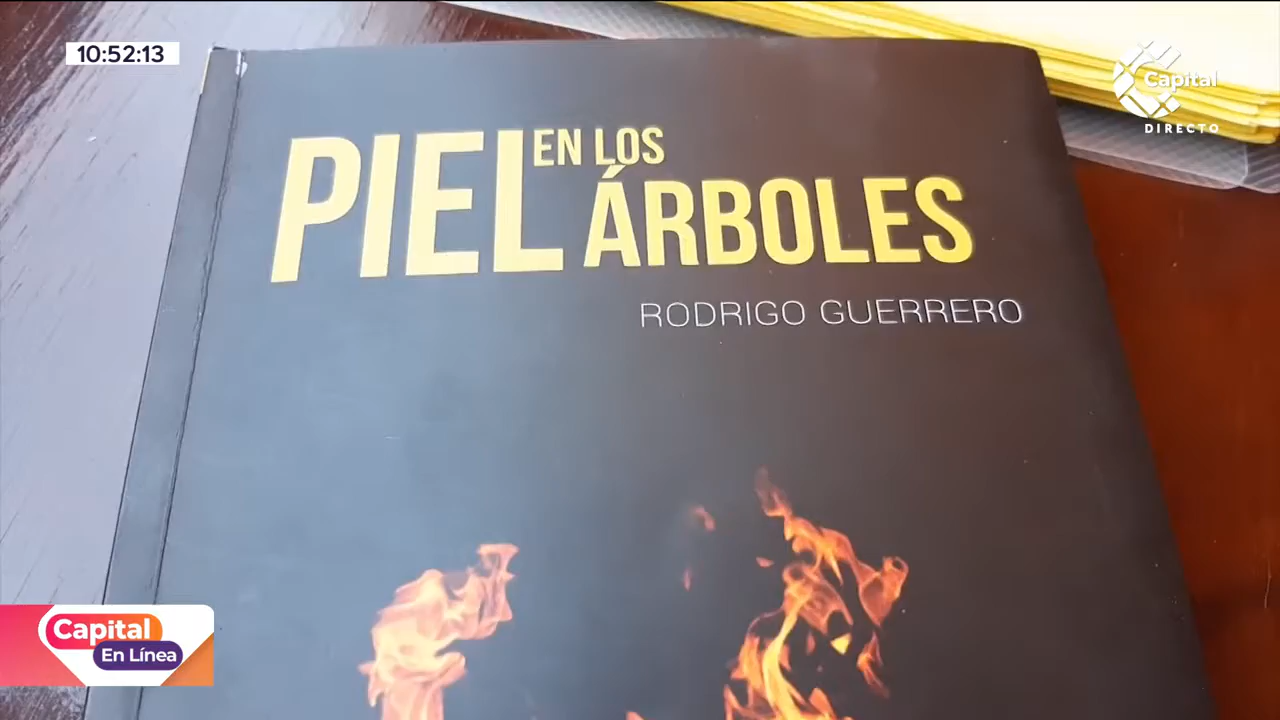 10:52:13
Capital
DIRECTO
PIEL EN LOS
ÁRBOLES
RODRIGO GUERRERO
Capital
En Línea